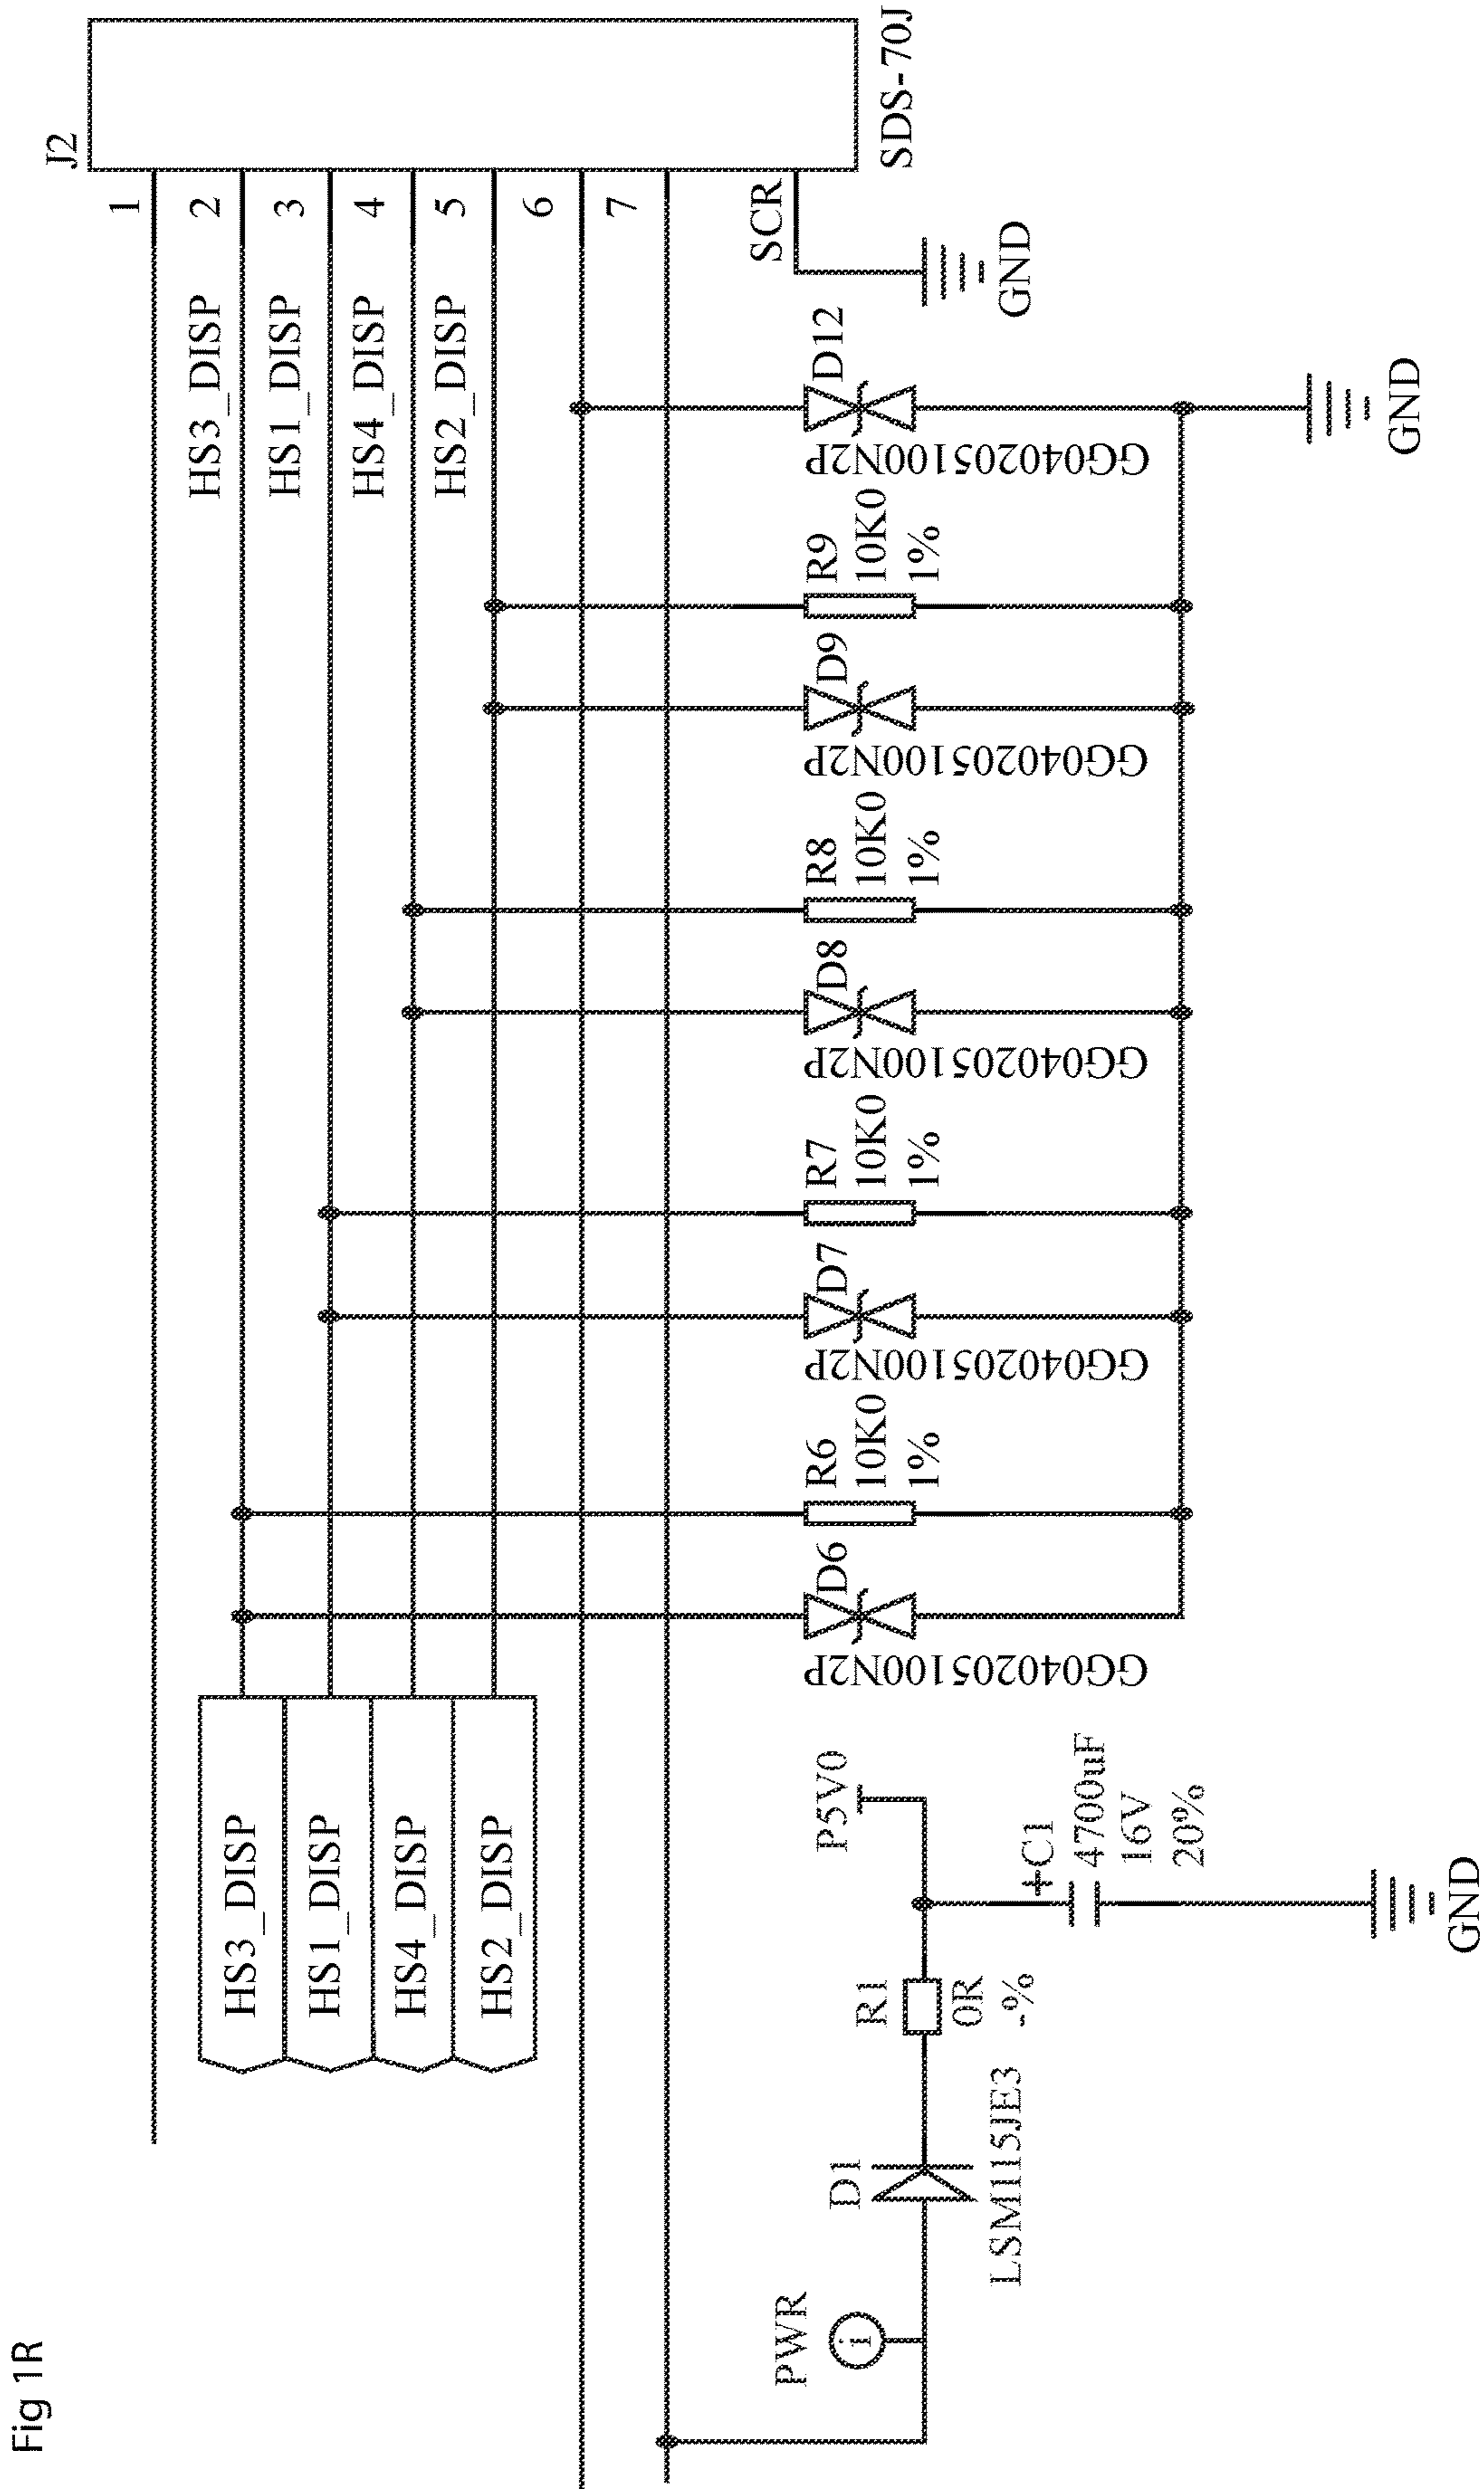 Fig 1R
J2
1
2
3
4
5
6
7
SCR
SDS-70J
GND
HS3_DISP
HS1_DISP
HS4_DISP
HS2_DISP
HS3_DISP
HS1_DISP
HS4_DISP
HS2_DISP
D6
GG040205100N2P
R6
10K0
1%
D7
GG040205100N2P
R7
10K0
1%
D8
GG040205100N2P
R8
10K0
1%
D9
GG040205100N2P
R9
10K0
1%
D12
GG040205100N2P
GND
PWR
i
D1
LSM115JE3
R1
0R
-%
P5V0
+C1
4700uF
16V
20%
GND